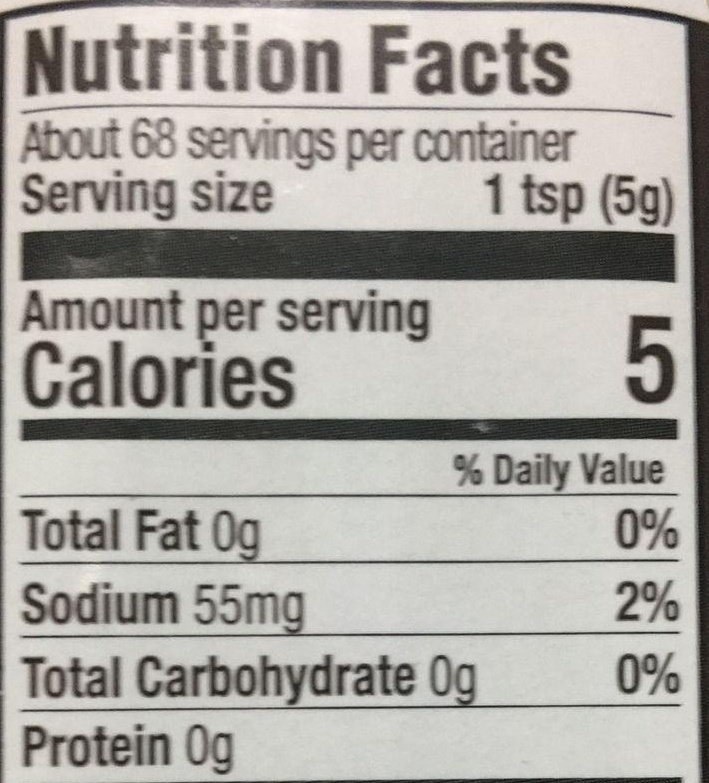 Nutrition Facts
About 68 servings per container
Serving size 1 tsp (5g)
Amount per serving
Calories 5
% Daily Value
Total Fat 0g 0%
Sodium 55mg 2%
Total Carbohydrate 0g 0%
Protein 0g